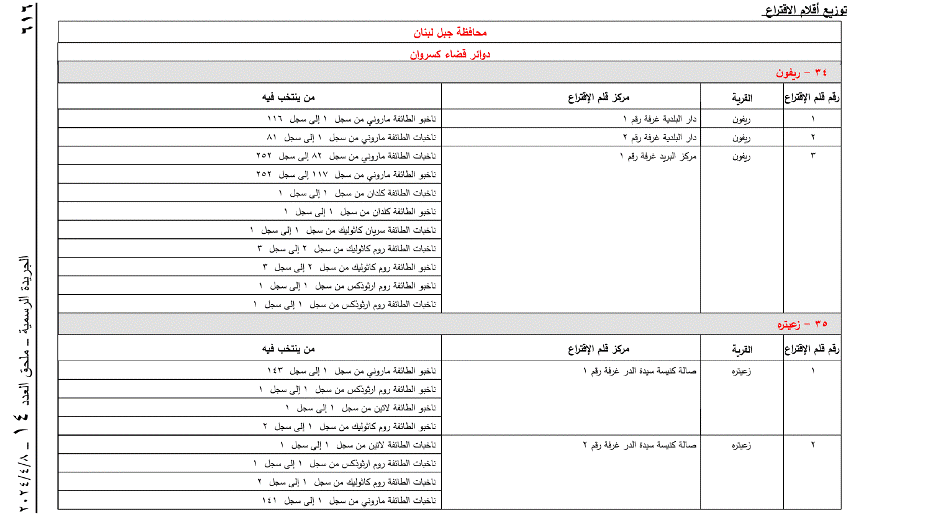 توزيع أقلام الاقتراع
محافظة جبل لبنان
دوائر قضاء كسروان
٣٤ - ريفون
رقم قلم الإقتراع القرية مركز قلم الإقتراع من ينتخب فيه
١ ريفون دار البلدية غرفة رقم ١ ناخبو الطائفة ماروني من سجل ١ إلى سجل ١١٦
٢ ريفون دار البلدية غرفة رقم ٢ ناخبات الطائفة ماروني من سجل ١ إلى سجل ٨١
٣ ريفون مركز البريد غرفة رقم ١ ناخبات الطائفة ماروني من سجل ٨٢ إلى سجل ٢٥٢
ناخبو الطائفة ماروني من سجل ١١٧ إلى سجل ٢٥٢
ناخبات الطائفة كلدان من سجل ١ إلى سجل ١
ناخبو الطائفة كلدان من سجل ١ إلى سجل ١
ناخبات الطائفة سريان كاثوليك من سجل ١ إلى سجل ١
ناخبات الطائفة روم كاثوليك من سجل ٢ إلى سجل ٣
ناخبو الطائفة روم كاثوليك من سجل ٢ إلى سجل ٣
ناخبو الطائفة روم ارثوذكس من سجل ١ إلى سجل ١
ناخبات الطائفة روم ارثوذكس من سجل ١ إلى سجل ١
٣٥ - زعيتره
رقم قلم الإقتراع القرية مركز قلم الإقتراع من ينتخب فيه
١ زعيتره صالة كنيسة سيدة الدر غرفة رقم ١ ناخبو الطائفة ماروني من سجل ١ إلى سجل ١٤٣
ناخبو الطائفة روم ارثوذكس من سجل ١ إلى سجل ١
ناخبو الطائفة لاتين من سجل ١ إلى سجل ١
ناخبو الطائفة روم كاثوليك من سجل ١ إلى سجل ٢
٢ زعيتره صالة كنيسة سيدة الدر غرفة رقم ٢ ناخبات الطائفة لاتين من سجل ١ إلى سجل ١
ناخبات الطائفة روم ارثوذكس من سجل ١ إلى سجل ١
ناخبات الطائفة روم كاثوليك من سجل ١ إلى سجل ٢
ناخبات الطائفة ماروني من سجل ١ إلى سجل ١٤١
٦١٦
الجريدة الرسمية – ملحق العدد ١٤ – ٢٠٢٤/٤/٨